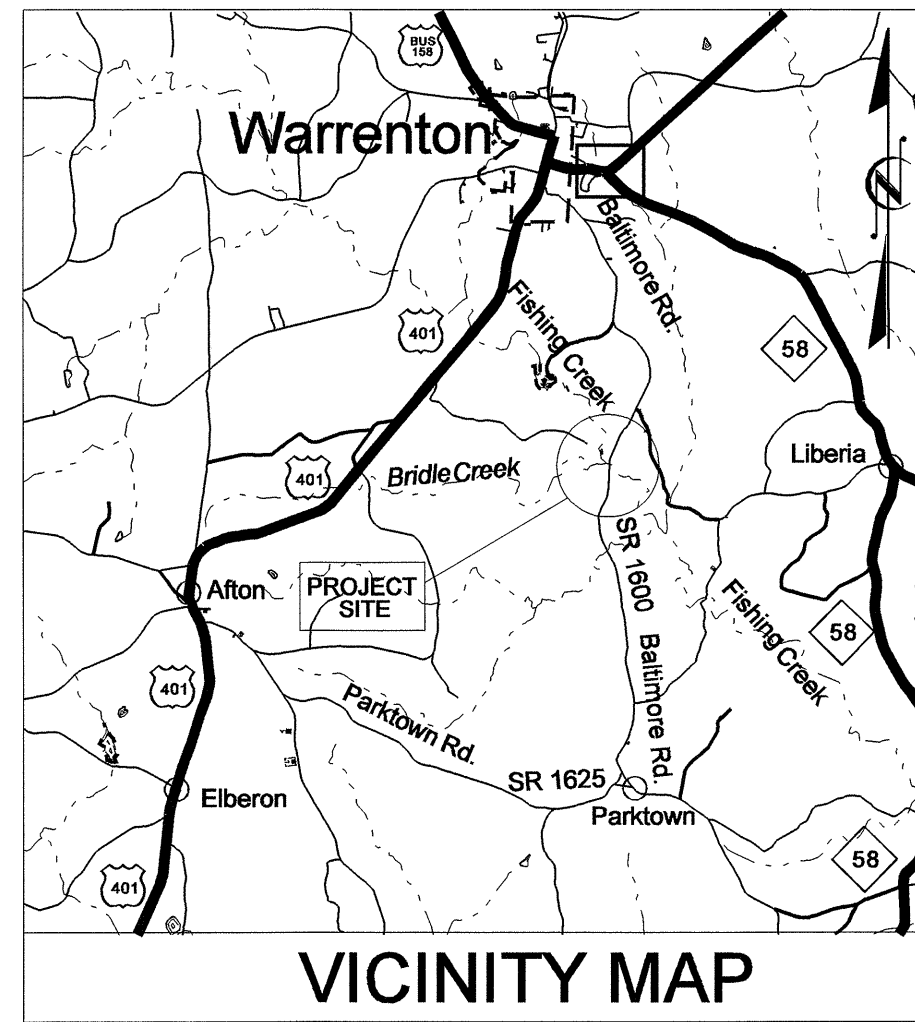 BUS
158
Warrenton
N
Baltimore Rd.
Fishing Creek
401
58
Liberia
401
Bridle Creek
SR 1600 Baltimore Rd.
Afton
PROJECT
SITE
Fishing Creek
58
401
Parktown Rd.
SR 1625
Elberon
Parktown
58
401
VICINITY MAP